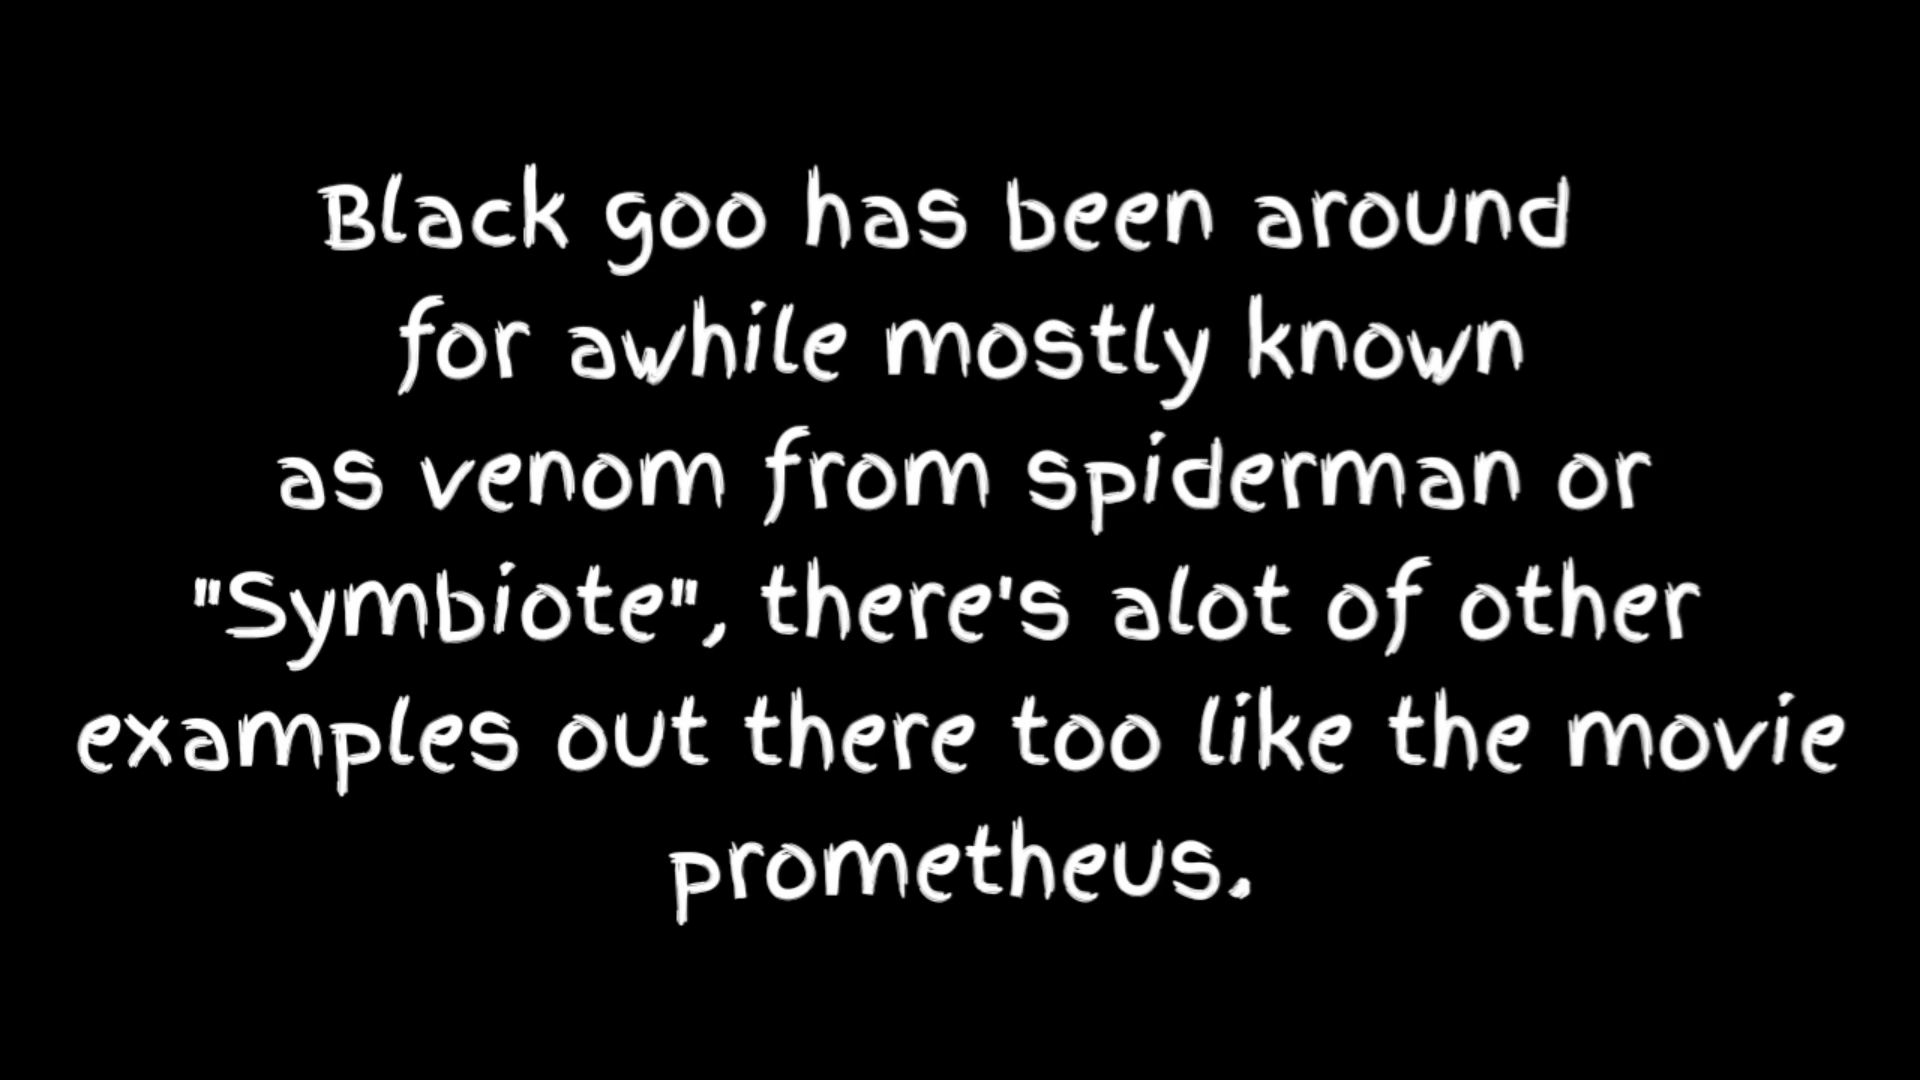 Black goo has been around
for awhile mostly known
as venom from spiderman or
"Symbiote", there's alot of other
examples out there too like the movie
prometheus.